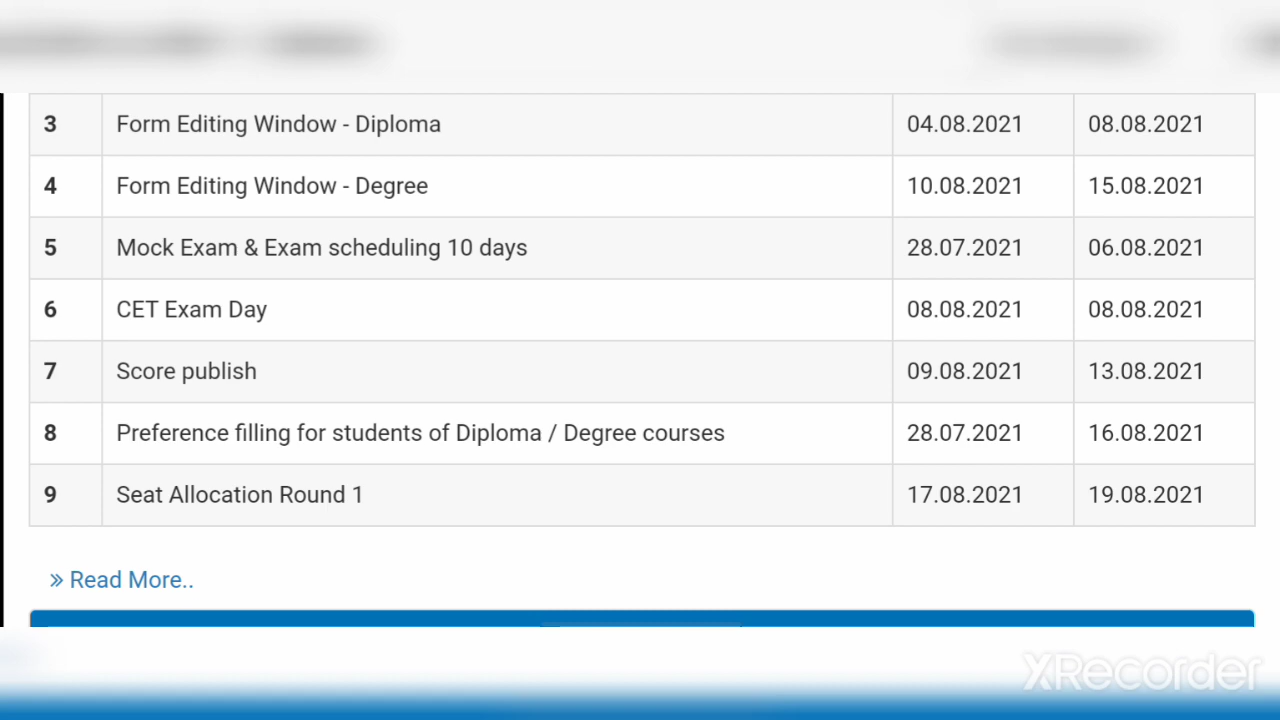 3 Form Editing Window - Diploma 04.08.2021 08.08.2021
4 Form Editing Window - Degree 10.08.2021 15.08.2021
5 Mock Exam & Exam scheduling 10 days 28.07.2021 06.08.2021
6 CET Exam Day 08.08.2021 08.08.2021
7 Score publish 09.08.2021 13.08.2021
8 Preference filling for students of Diploma / Degree courses 28.07.2021 16.08.2021
9 Seat Allocation Round 1 17.08.2021 19.08.2021
» Read More..
XRecorder